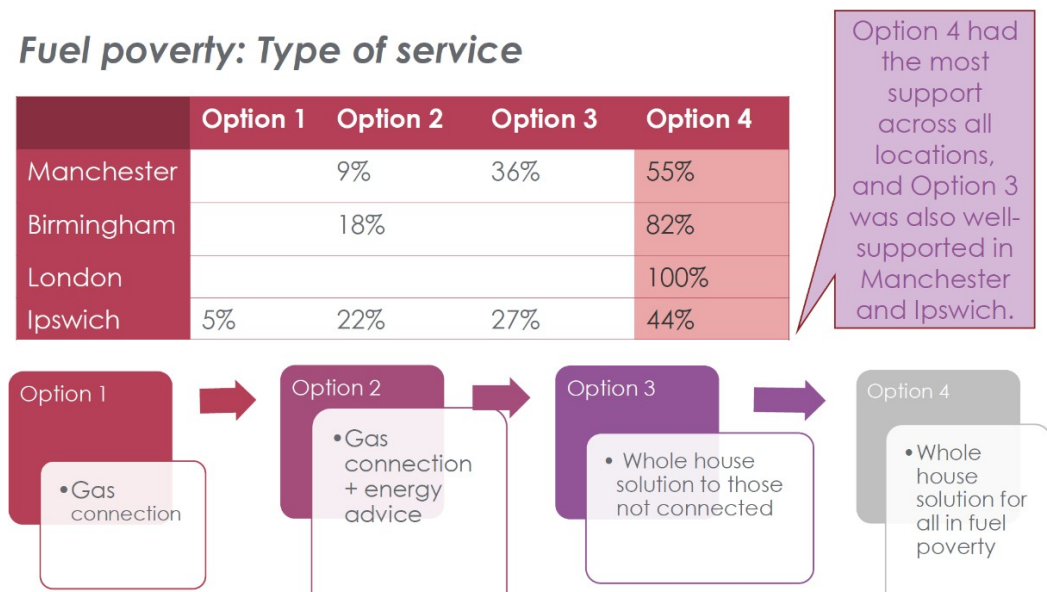 Fuel poverty: Type of service
Option 4 had
the most
support
across all
locations,
and Option 3
was also well-
supported in
Manchester
and Ipswich.
Option 1 Option 2 Option 3 Option 4
Manchester 9% 36% 55%
Birmingham 18% 82%
London 100%
Ipswich 5% 22% 27% 44%
Option 1
•Gas
connection
Option 2
•Gas
connection
+ energy
advice
Option 3
• Whole house
solution to those
not connected
Option 4
•Whole
house
solution for
all in fuel
poverty